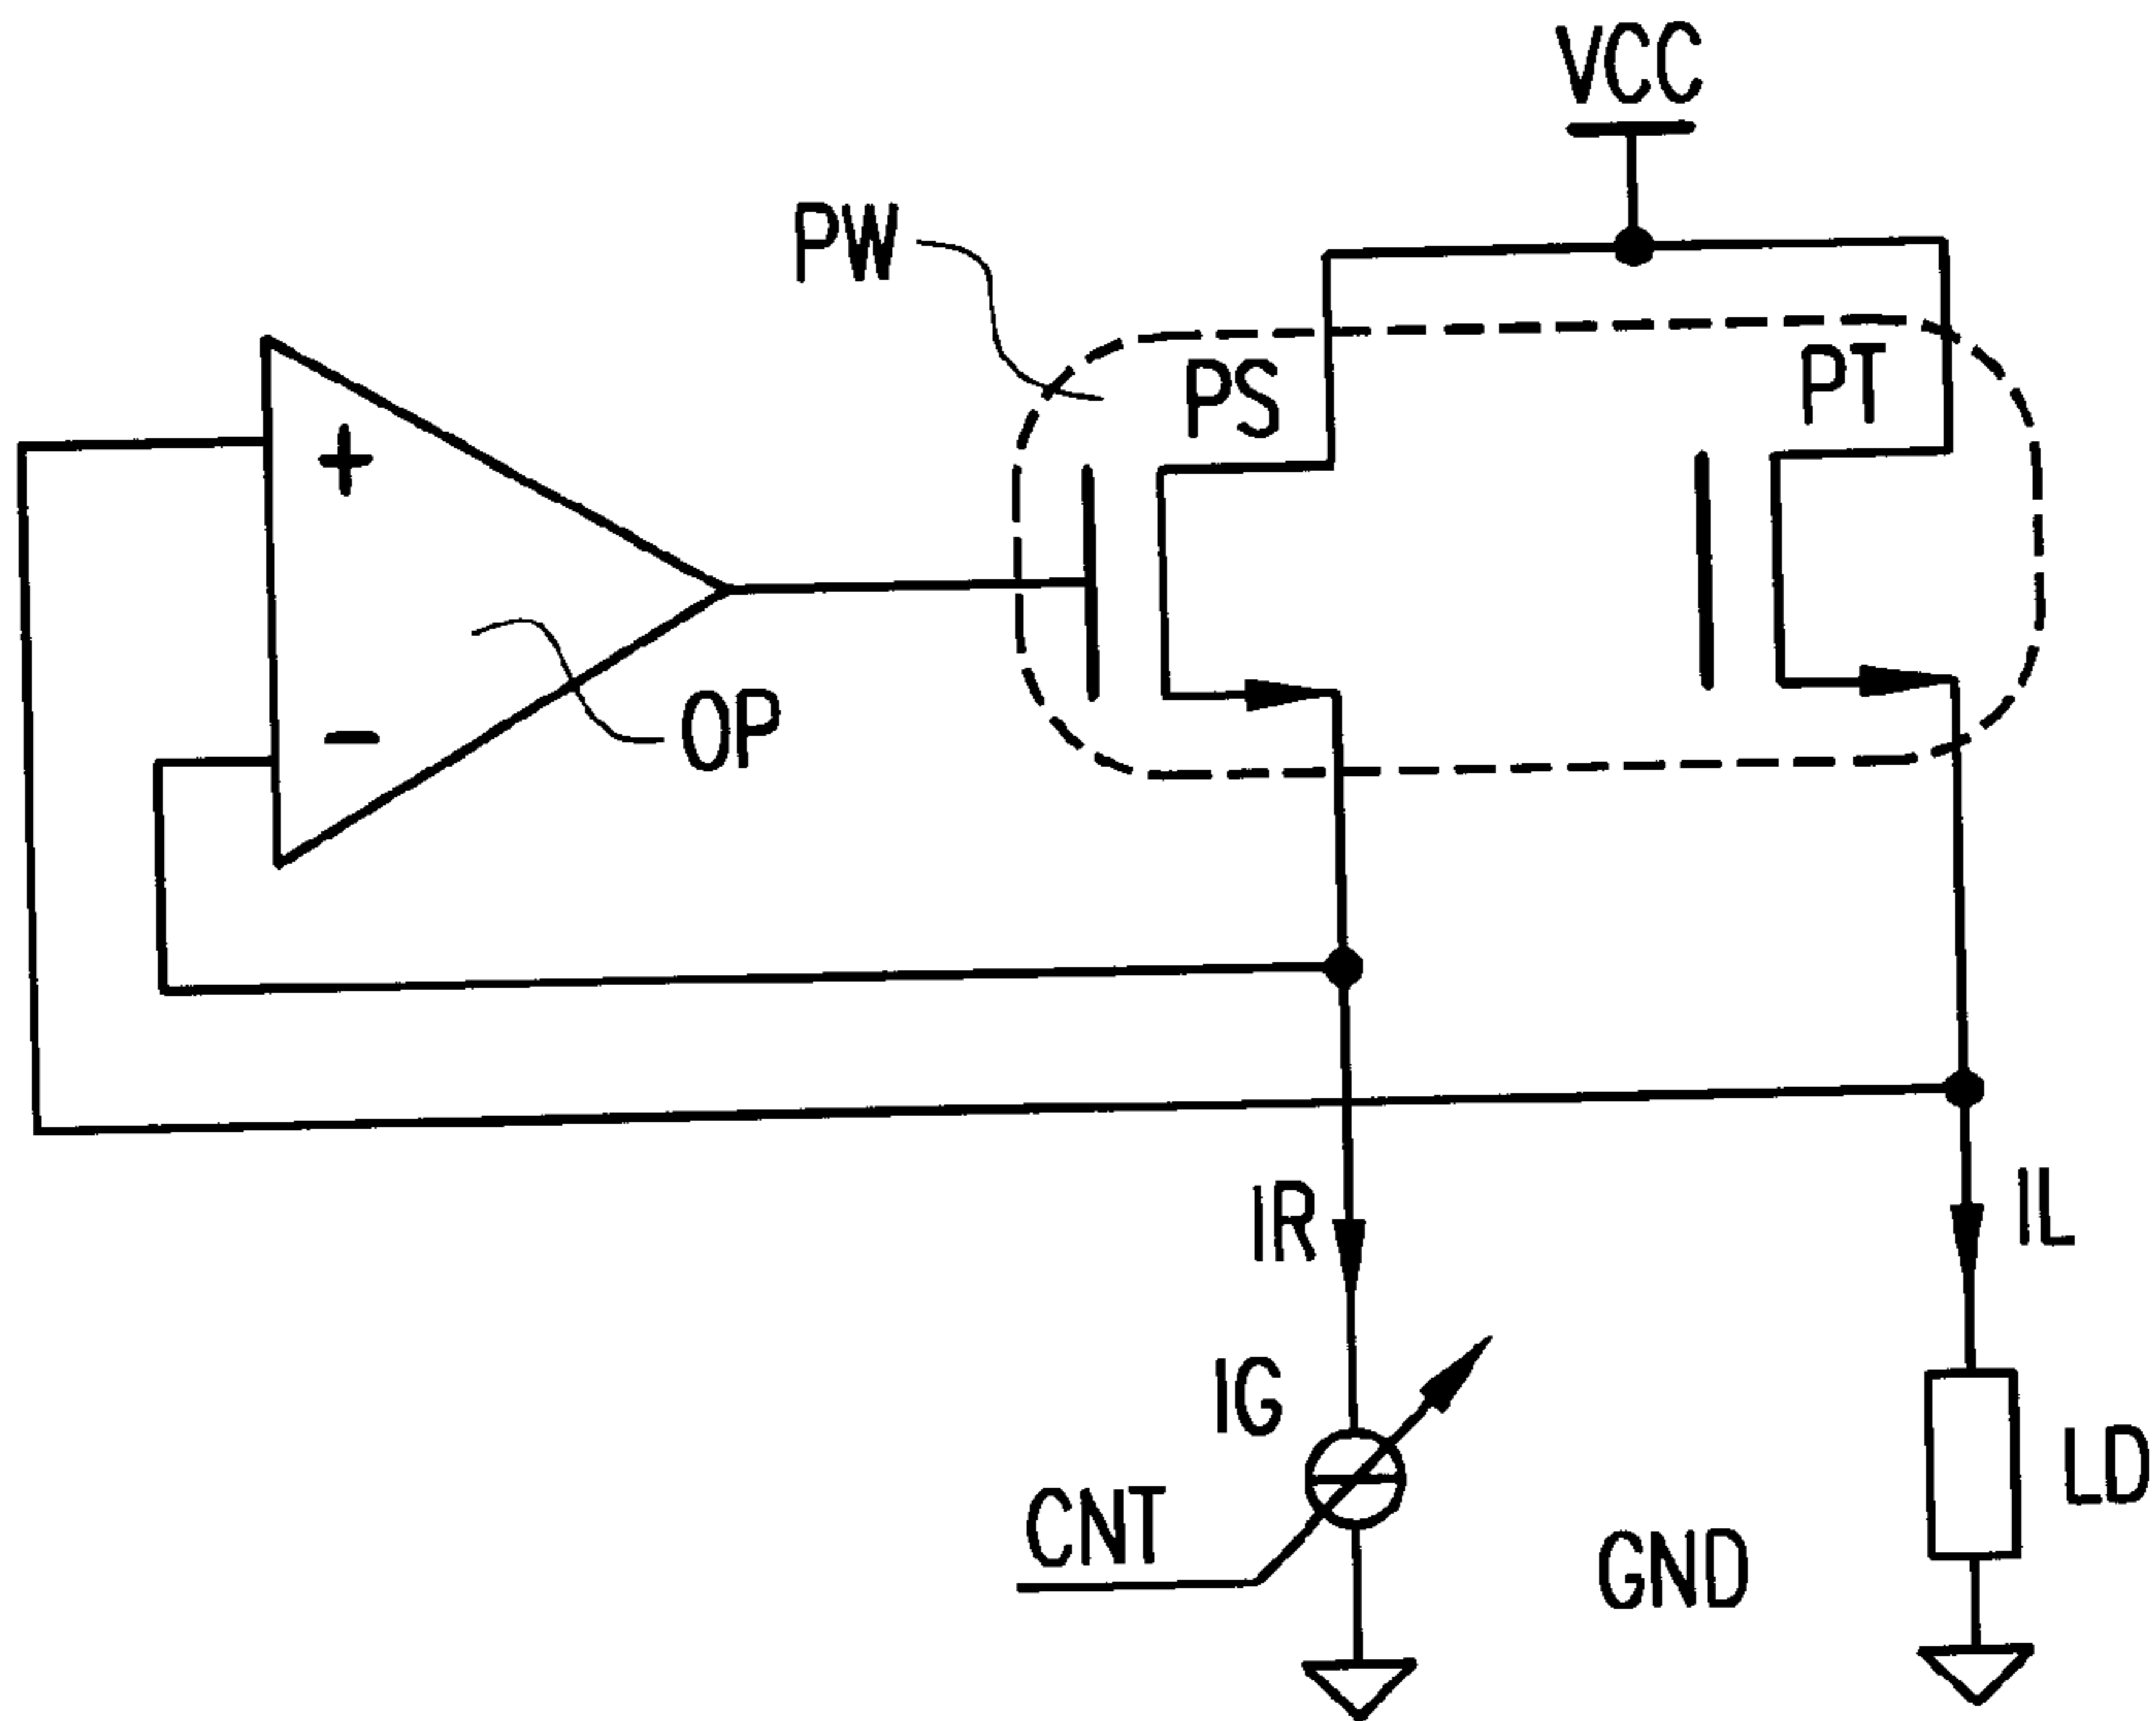 VCC
PW
PS
PT
+
-
OP
IR
IL
IG
LD
CNT
GND